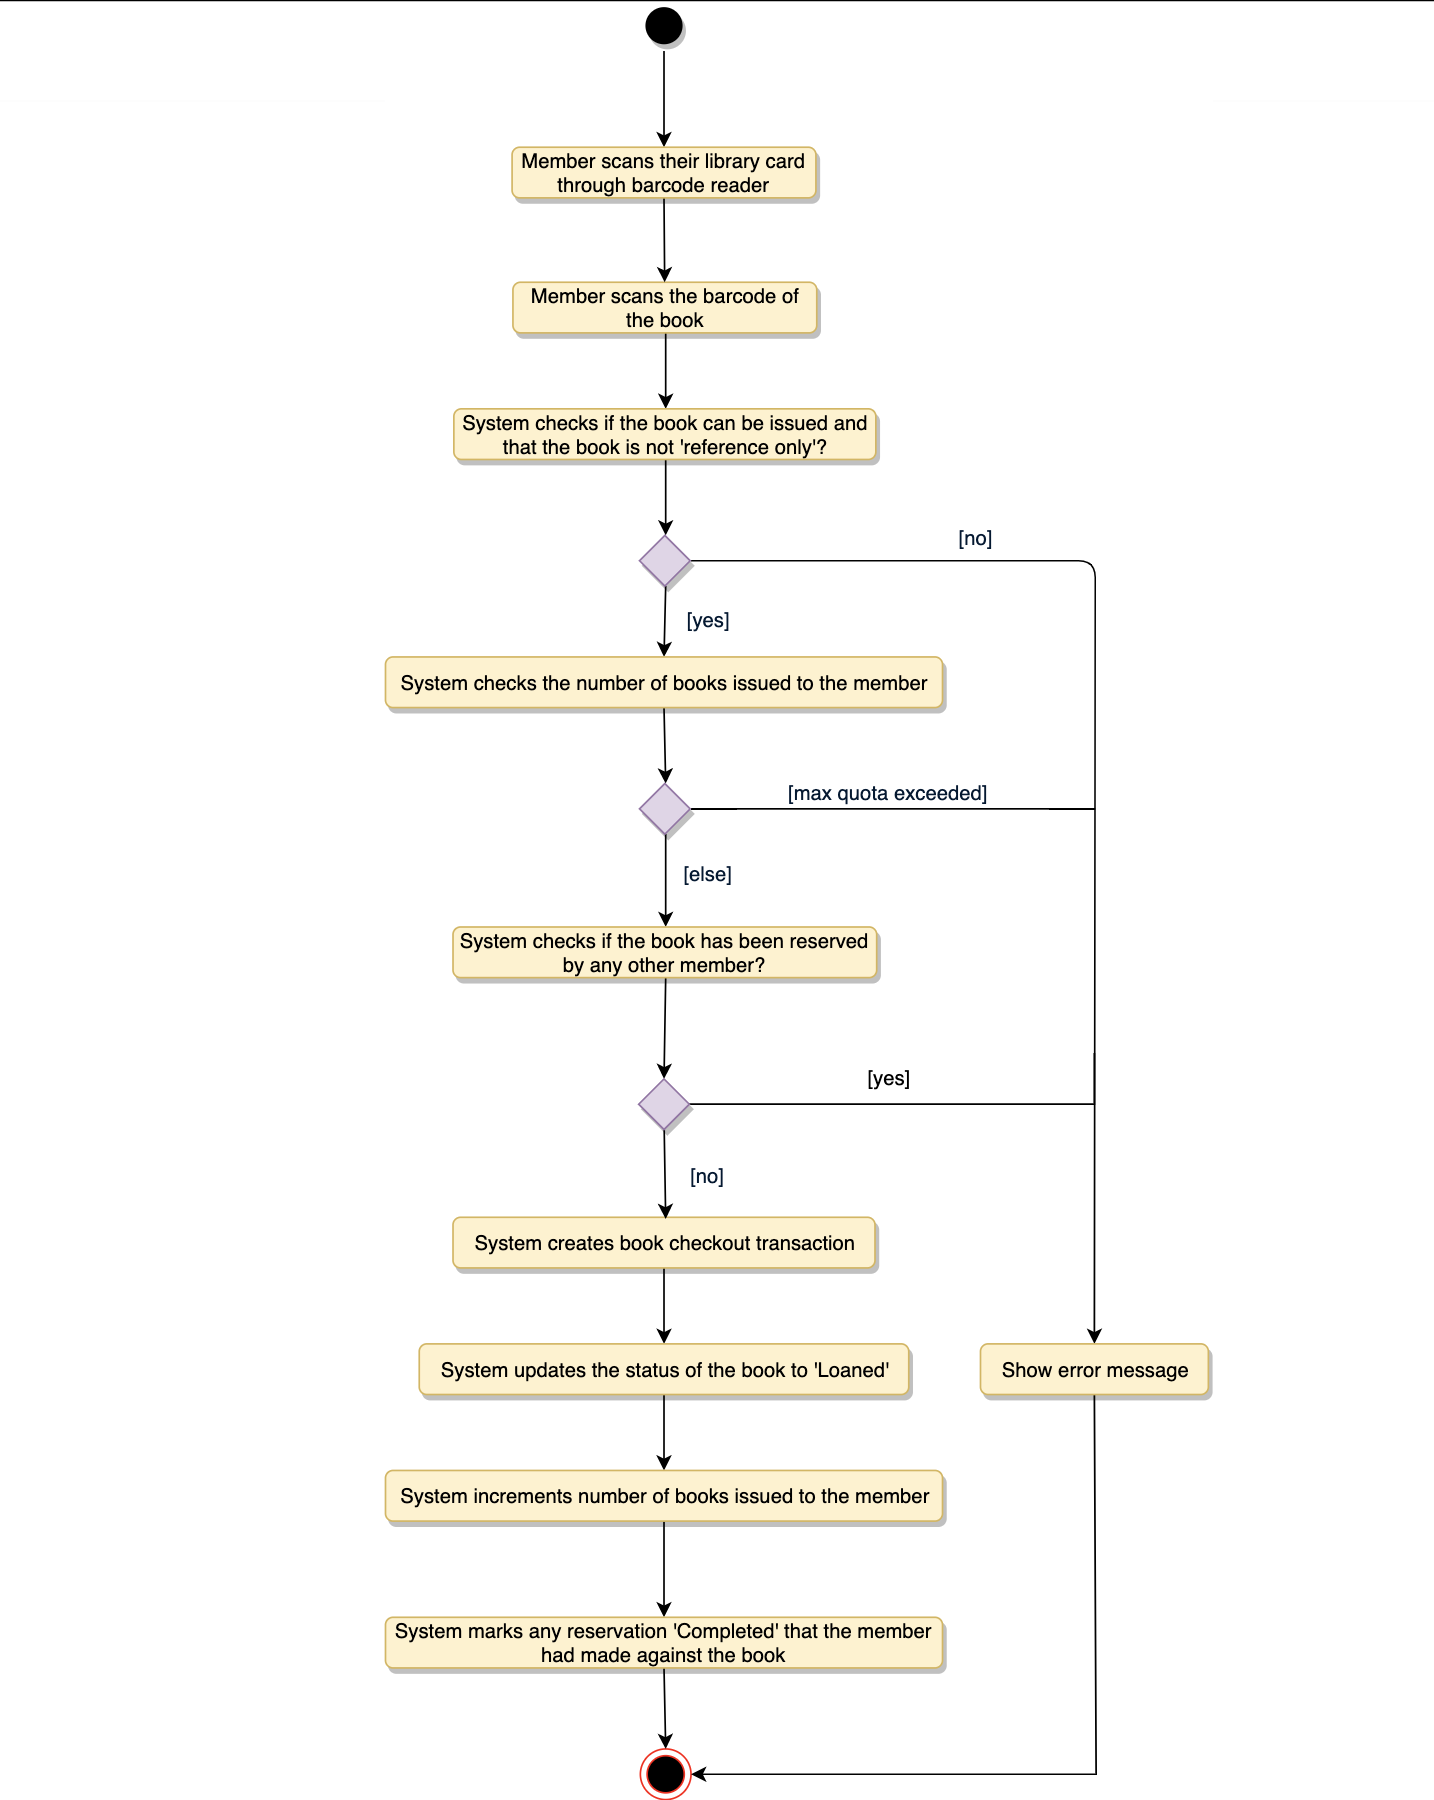 Member scans their library card
through barcode reader
Member scans the barcode of
the book
System checks if the book can be issued and
that the book is not 'reference only'?
[no]
[yes]
System checks the number of books issued to the member
[max quota exceeded]
[else]
System checks if the book has been reserved
by any other member?
[yes]
[no]
System creates book checkout transaction
System updates the status of the book to 'Loaned'
Show error message
System increments number of books issued to the member
System marks any reservation 'Completed' that the member
had made against the book